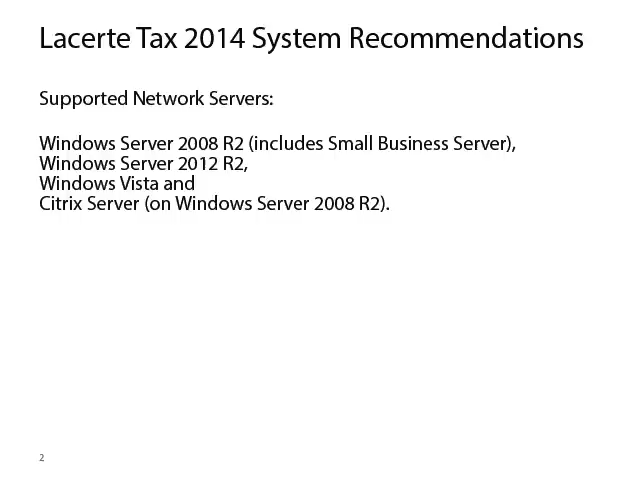 Lacerte Tax 2014 System Recommendations
Supported Network Servers:
Windows Server 2008 R2 (includes Small Business Server),
Windows Server 2012 R2,
Windows Vista and
Citrix Server (on Windows Server 2008 R2).
2